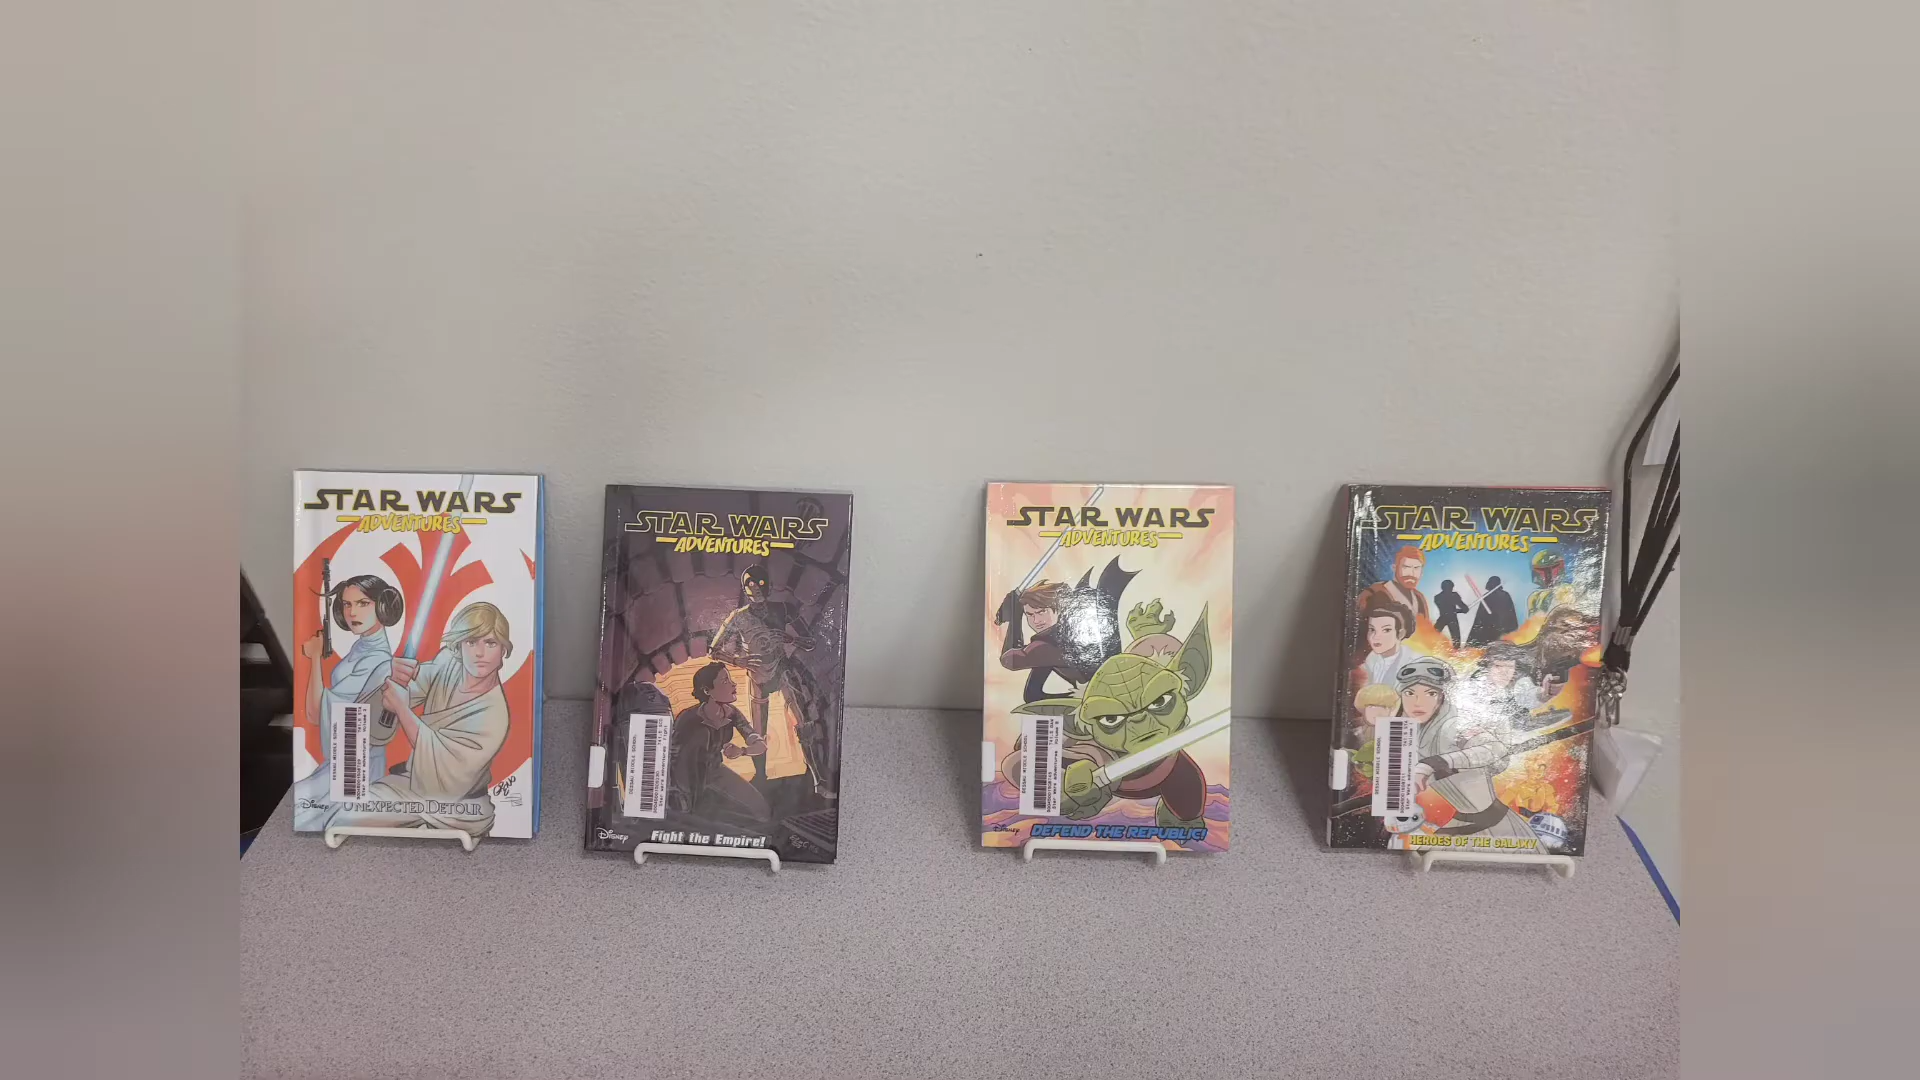 STAR WARS
ADVENTURES
Disney
UNEXPECTED DETOUR
STAR WARS
ADVENTURES
Disney
Fight the Empire!
STAR WARS
ADVENTURES
Disney
DEFEND THE REPUBLIC!
STAR WARS
ADVENTURES
HEROES OF THE GALAXY